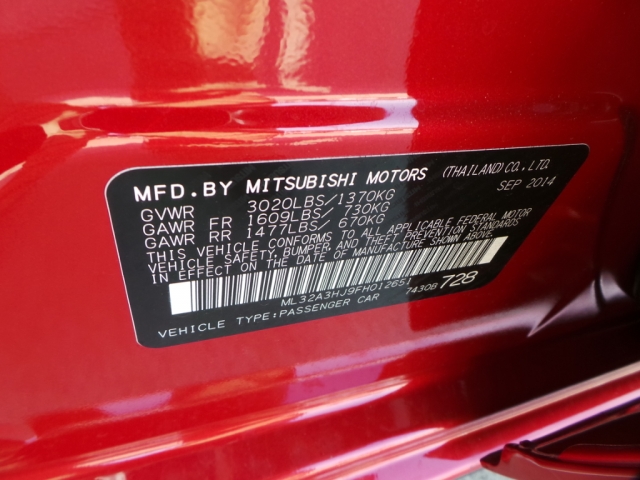 MFD.BY MITSUBISHI MOTORS (THAILAND)CO.,LTD.
SEP 2014
GVWR 3020LBS/1370KG
GAWR FR 1609LBS/ 730KG
GAWR RR 1477LBS/ 670KG
THIS VEHICLE CONFORMS TO ALL APPLICABLE FEDERAL MOTOR
VEHICLE SAFETY, BUMPER, AND THEFT PREVENTION STANDARDS
IN EFFECT ON THE DATE OF MANUFACTURE SHOWN ABOVE.
ML32A3HJ9FH012651
VEHICLE TYPE:PASSENGER CAR 7430B 728